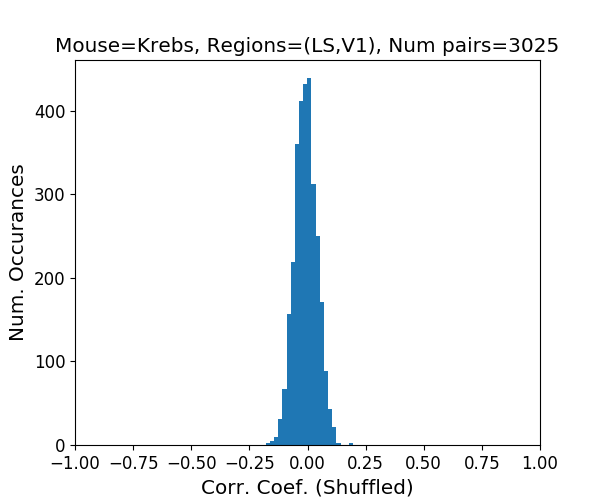 Mouse=Krebs, Regions=(LS,V1), Num pairs=3025
Num. Occurances
400
300
200
100
0
−1.00 −0.75 −0.50 −0.25 0.00 0.25 0.50 0.75 1.00
Corr. Coef. (Shuffled)